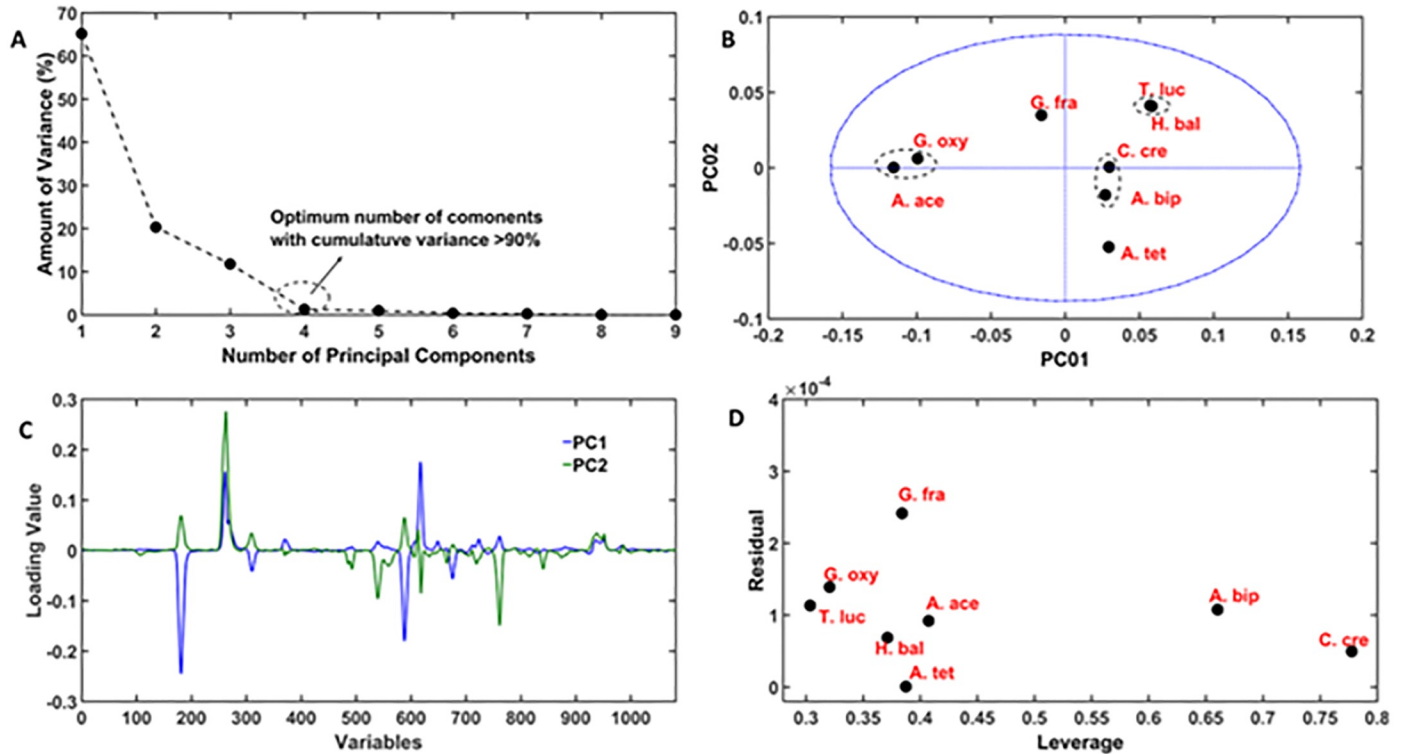 A
70
60
50
40
30
20
10
0
Amount of Variance (%)
Optimum number of comonents
with cumulatuve variance >90%
1 2 3 4 5 6 7 8 9
Number of Principal Components
B
0.1
0.05
0
-0.05
-0.1
PC02
T. luc
G. fra
H. bal
G. oxy
C. cre
A. ace
A. bip
A. tet
-0.2 -0.15 -0.1 -0.05 0 0.05 0.1 0.15 0.2
PC01
C
0.3
0.2
0.1
0
-0.1
-0.2
-0.3
Loading Value
PC1
PC2
0 100 200 300 400 500 600 700 800 900 1000
Variables
D
×10-4
4
3
2
1
0
Residual
G. fra
G. oxy
T. luc
A. ace
A. bip
H. bal
C. cre
A. tet
0.3 0.35 0.4 0.45 0.5 0.55 0.6 0.65 0.7 0.75 0.8
Leverage